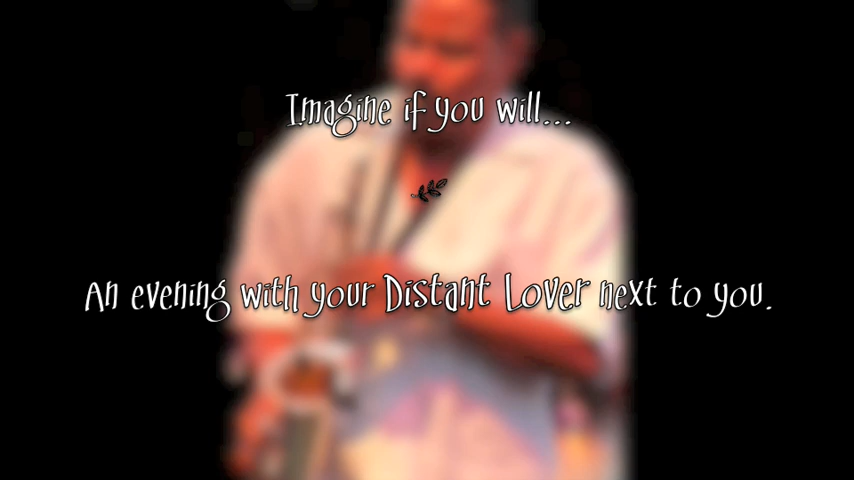 Imagine if you will...
An evening with your Distant Lover next to you.